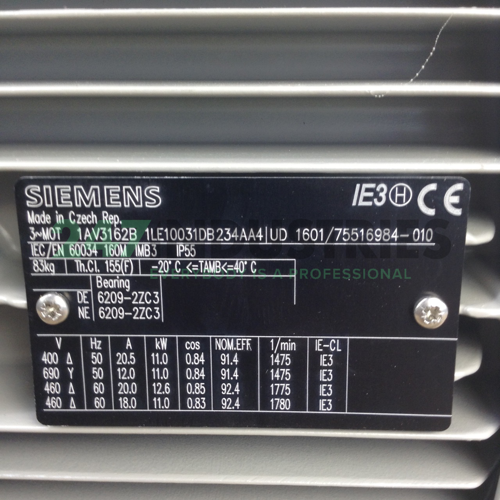 SIEMENS IE3 H CE
Made in Czech Rep.
3~MOT. 1AV3162B 1LE10031DB234AA4 UD 1601/75516984-010
IEC/EN 60034 160M IMB3 IP55
83kg Th.Cl. 155(F) -20°C <=TAMB<=40°C
Bearing
DE 6209-2ZC3
NE 6209-2ZC3
V Hz A kW cos NOM.EFF 1/min IE-CL
400 Δ 50 20.5 11.0 0.84 91.4 1475 IE3
690 Y 50 12.0 11.0 0.84 91.4 1475 IE3
460 Δ 60 20.0 12.6 0.85 92.4 1775 IE3
460 Δ 60 18.0 11.0 0.83 92.4 1780 IE3
INDUSTRIES
EVERYBODY IS A PROFESSIONAL